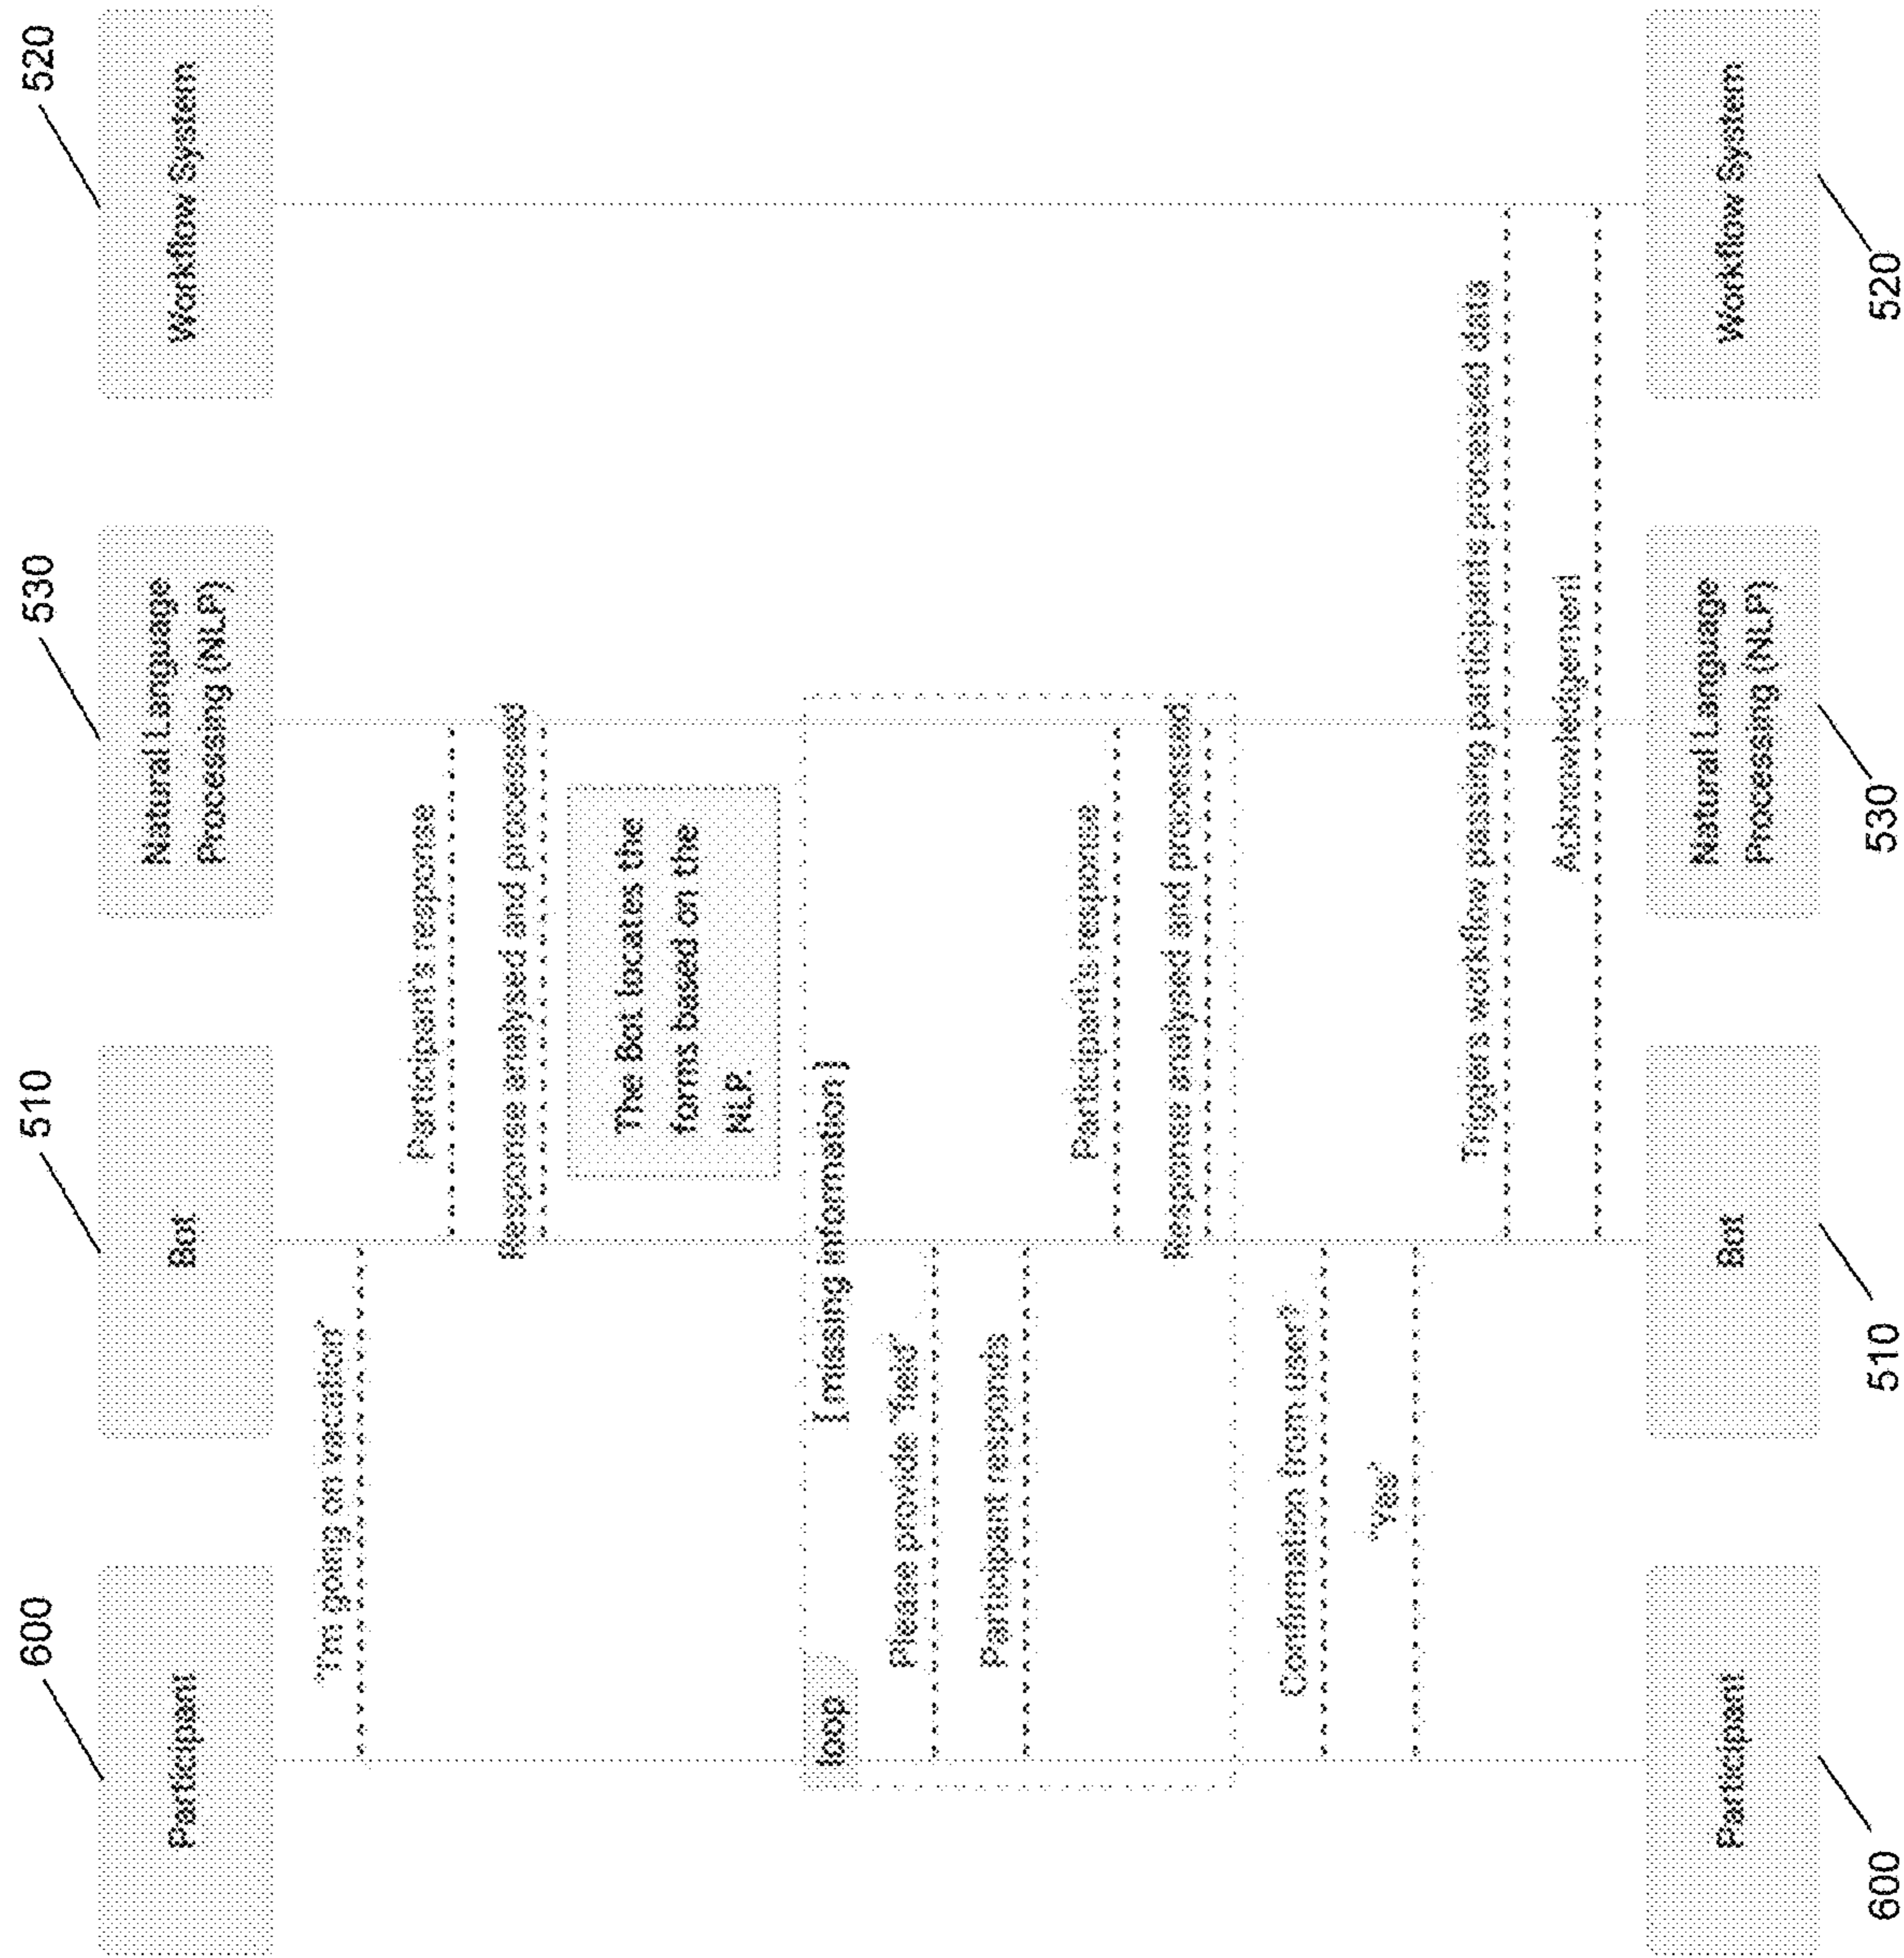 600
510
530
520
Participant
Bot
Natural Language
Processing (NLP)
Workflow System
"I'm going on vacation"
Participant's response
Response analysed and processed
The Bot locates the
forms based on the
NLP.
loop
[ missing information ]
Please provide "field"
Participant responds
Participant's response
Response analysed and processed
Confirmation from user?
"Yes"
Triggers workflow passing participants processed data
Acknowledgement
Participant
Bot
Natural Language
Processing (NLP)
Workflow System
600
510
530
520